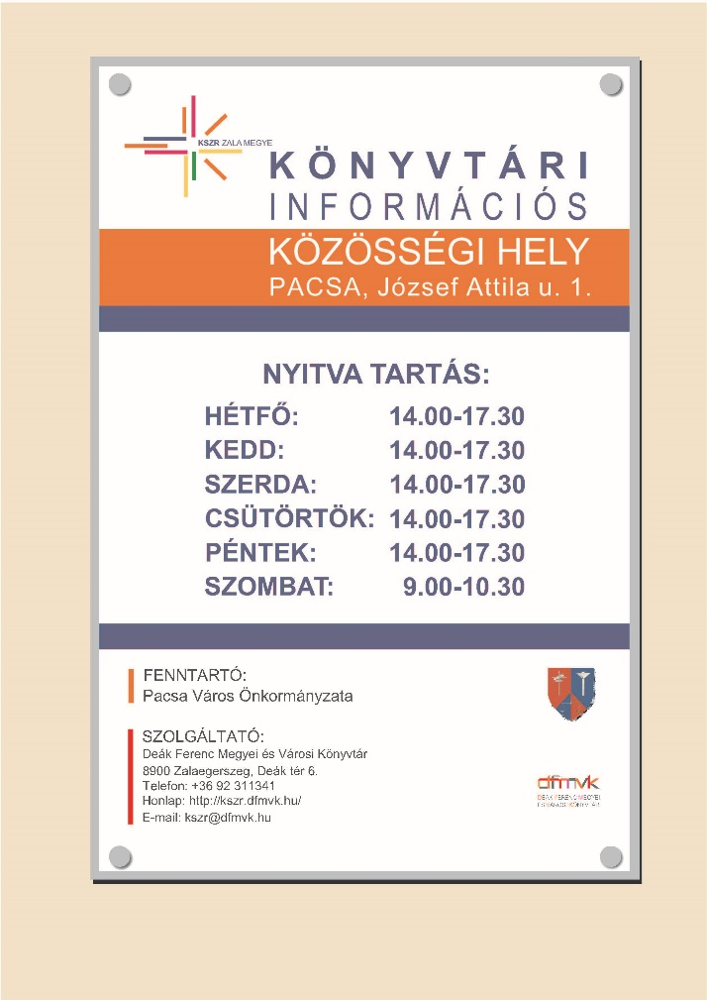 KSZR ZALA MEGYE
KÖNYVTÁRI
INFORMÁCIÓS
KÖZÖSSÉGI HELY
PACSA, József Attila u. 1.
NYITVA TARTÁS:
HÉTFŐ: 14.00-17.30
KEDD: 14.00-17.30
SZERDA: 14.00-17.30
CSÜTÖRTÖK: 14.00-17.30
PÉNTEK: 14.00-17.30
SZOMBAT: 9.00-10.30
FENNTARTÓ:
Pacsa Város Önkormányzata
SZOLGÁLTATÓ:
Deák Ferenc Megyei és Városi Könyvtár
8900 Zalaegerszeg, Deák tér 6.
Telefon: +36 92 311341
Honlap: http://kszr.dfmvk.hu/
E-mail: kszr@dfmvk.hu
dfmvk
DEÁK FERENC MEGYEI
ÉS VÁROSI KÖNYVTÁR